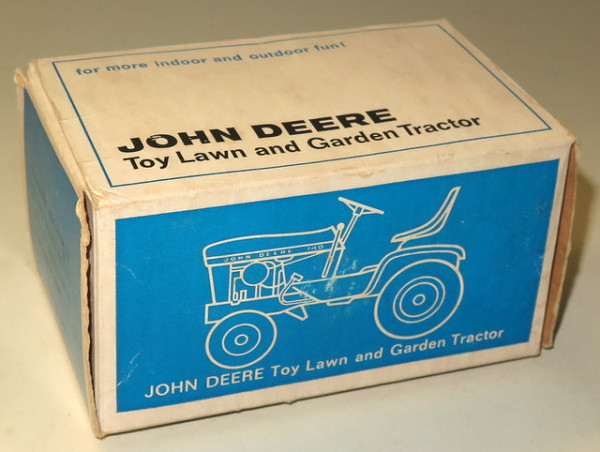 for more indoor and outdoor fun!
JOHN DEERE
Toy Lawn and Garden Tractor
JOHN DEERE 140
JOHN DEERE Toy Lawn and Garden Tractor